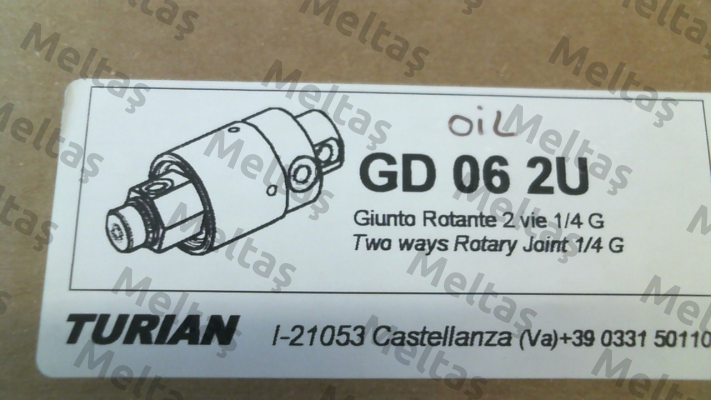 OiL
GD 06 2U
Giunto Rotante 2 vie 1/4 G
Two ways Rotary Joint 1/4 G
TURIAN I-21053 Castellanza (Va)+39 0331 50110
Meltaş